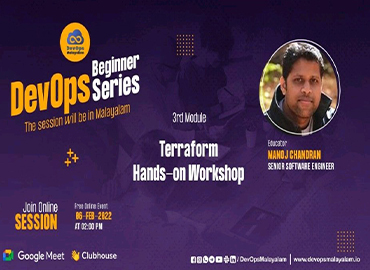 DevOps
Malayalam
DevOps
Beginner
Series
The session will be in Malayalam
3rd Module
Terraform
Hands-on Workshop
Educator
MANOJ CHANDRAN
SENIOR SOFTWARE ENGINEER
Join Online
SESSION
Free Online Event
06-FEB-2022
AT 02:00 PM
Google Meet
Clubhouse
/DevOpsMalayalam
www.devopsmalayalam.io